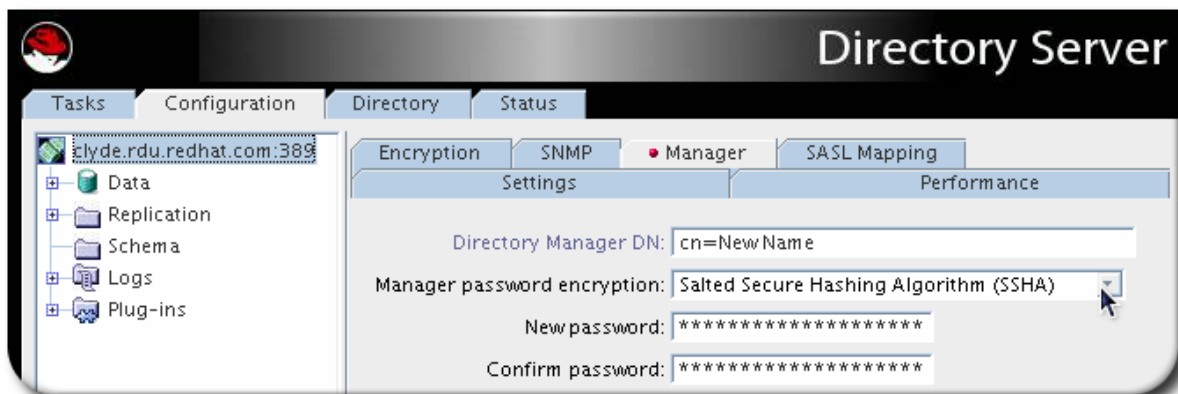 Directory Server
Tasks Configuration Directory Status
clyde.rdu.redhat.com:389
Data
Replication
Schema
Logs
Plug-ins
Encryption SNMP Manager SASL Mapping
Settings Performance
Directory Manager DN: cn=NewName
Manager password encryption: Salted Secure Hashing Algorithm (SSHA)
New password: ********************
Confirm password: ********************